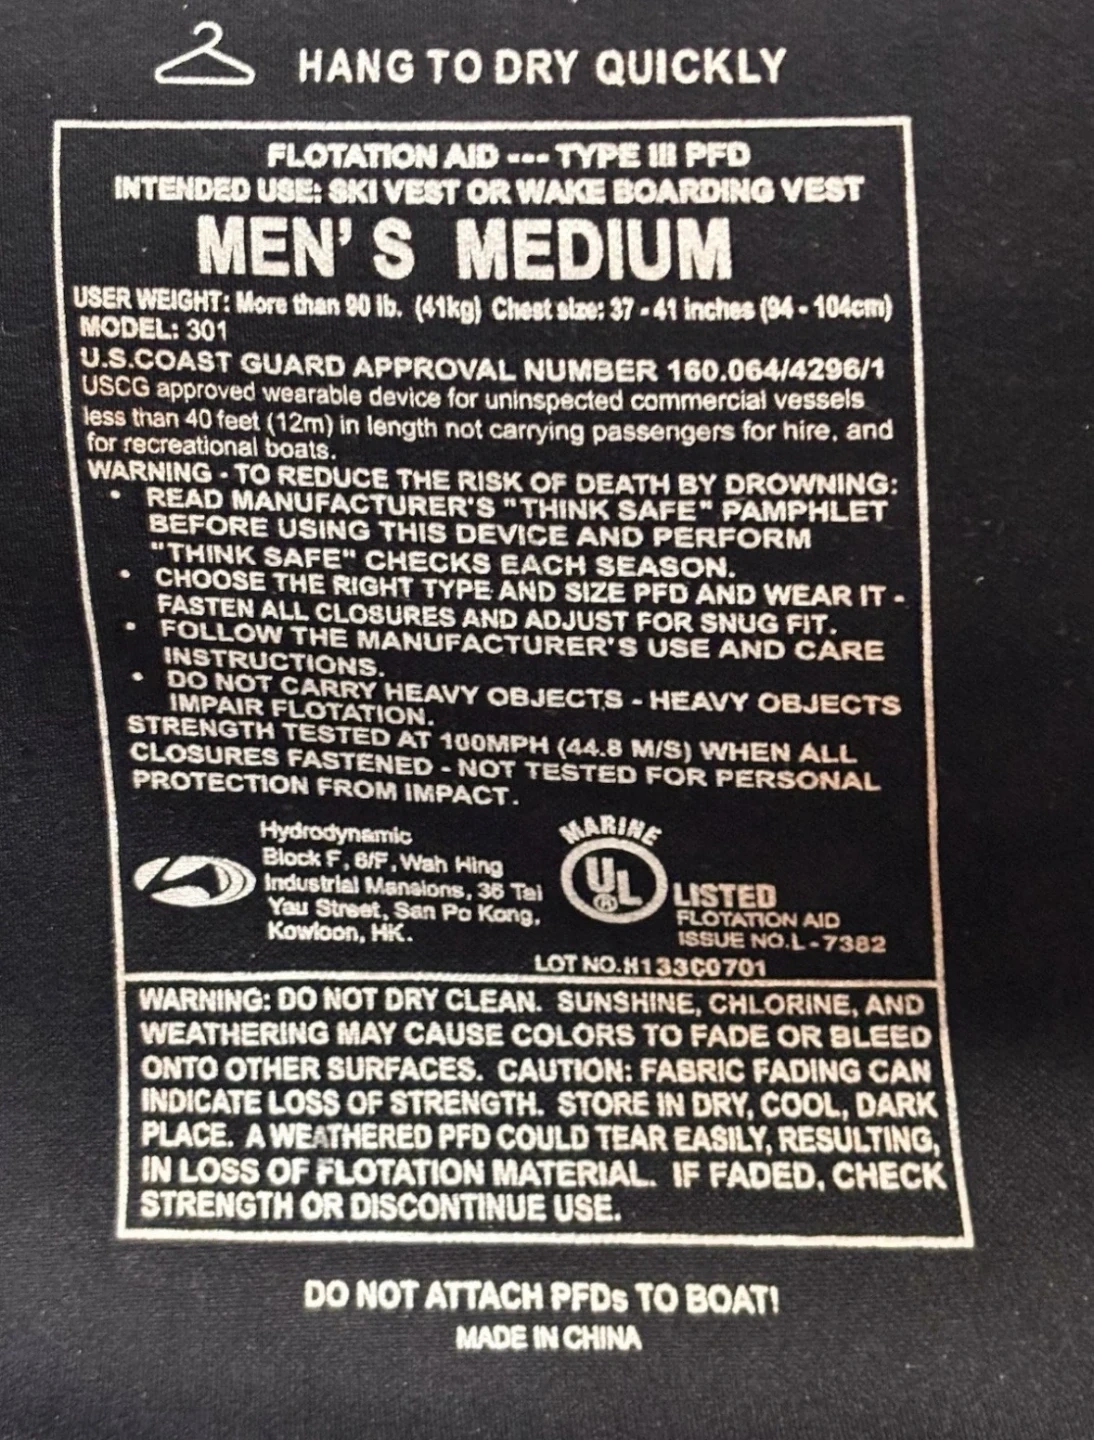 HANG TO DRY QUICKLY
FLOTATION AID --- TYPE III PFD
INTENDED USE: SKI VEST OR WAKE BOARDING VEST
MEN'S MEDIUM
USER WEIGHT: More than 90 lb. (41kg) Chest size: 37 - 41 inches (94 - 104cm)
MODEL: 301
U.S.COAST GUARD APPROVAL NUMBER 160.064/4296/1
USCG approved wearable device for uninspected commercial vessels
less than 40 feet (12m) in length not carrying passengers for hire, and
for recreational boats.
WARNING - TO REDUCE THE RISK OF DEATH BY DROWNING:
• READ MANUFACTURER'S "THINK SAFE" PAMPHLET
BEFORE USING THIS DEVICE AND PERFORM
"THINK SAFE" CHECKS EACH SEASON.
• CHOOSE THE RIGHT TYPE AND SIZE PFD AND WEAR IT -
FASTEN ALL CLOSURES AND ADJUST FOR SNUG FIT.
• FOLLOW THE MANUFACTURER'S USE AND CARE
INSTRUCTIONS.
• DO NOT CARRY HEAVY OBJECTS - HEAVY OBJECTS
IMPAIR FLOTATION.
STRENGTH TESTED AT 100MPH (44.8 M/S) WHEN ALL
CLOSURES FASTENED - NOT TESTED FOR PERSONAL
PROTECTION FROM IMPACT.
Hydrodynamic
Block F, 6/F, Wah Hing
Industrial Mansions, 36 Tai
Yau Street, San Po Kong,
Kowloon, HK.
MARINE
UL
®
LISTED
FLOTATION AID
ISSUE NO.L-7382
LOT NO.H133C0701
WARNING: DO NOT DRY CLEAN. SUNSHINE, CHLORINE, AND
WEATHERING MAY CAUSE COLORS TO FADE OR BLEED
ONTO OTHER SURFACES. CAUTION: FABRIC FADING CAN
INDICATE LOSS OF STRENGTH. STORE IN DRY, COOL, DARK
PLACE. A WEATHERED PFD COULD TEAR EASILY, RESULTING,
IN LOSS OF FLOTATION MATERIAL. IF FADED, CHECK
STRENGTH OR DISCONTINUE USE.
DO NOT ATTACH PFDs TO BOAT!
MADE IN CHINA